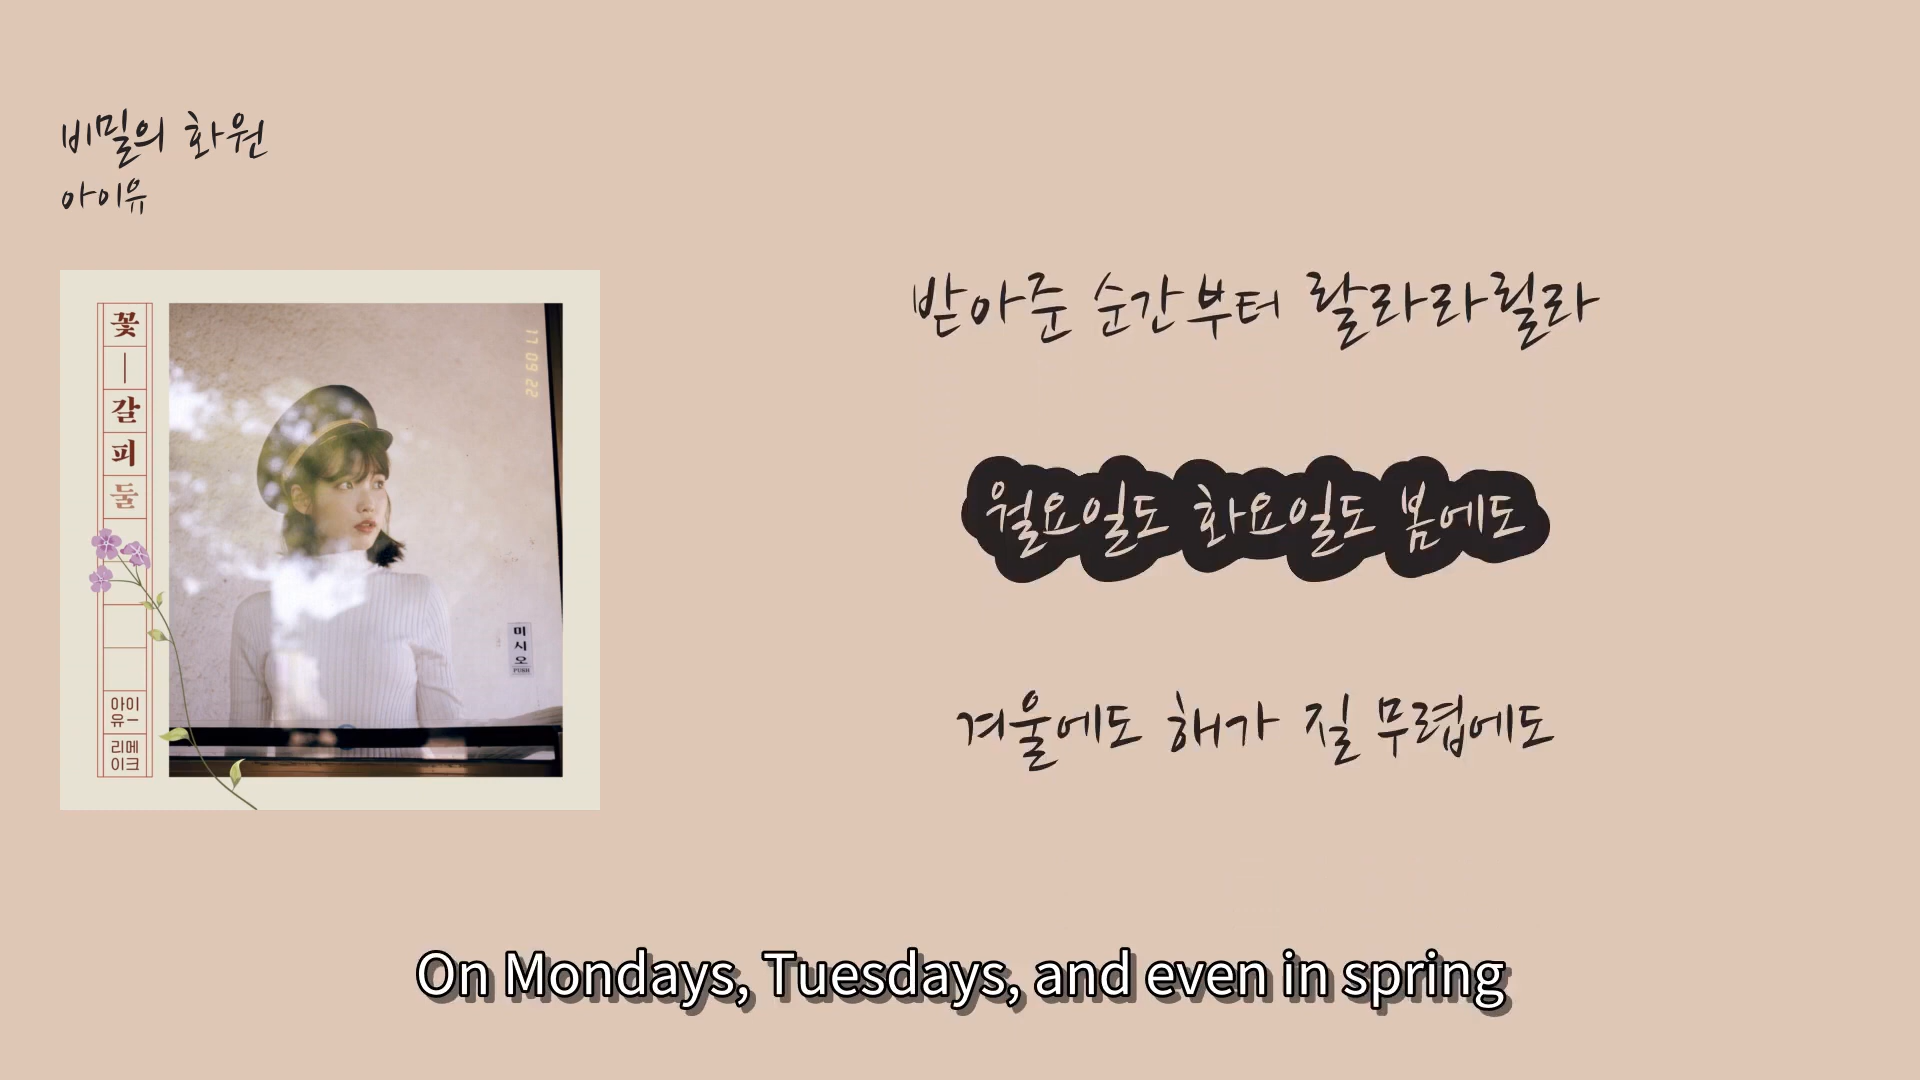 비밀의 화원
아이유
꽃
갈
피
둘
아이
유ー
리메
이크
17 09 22
미
시
오
PUSH
받아준 순간부터 랄라라릴라
월요일도 화요일도 봄에도
겨울에도 해가 질 무렵에도
On Mondays, Tuesdays, and even in spring